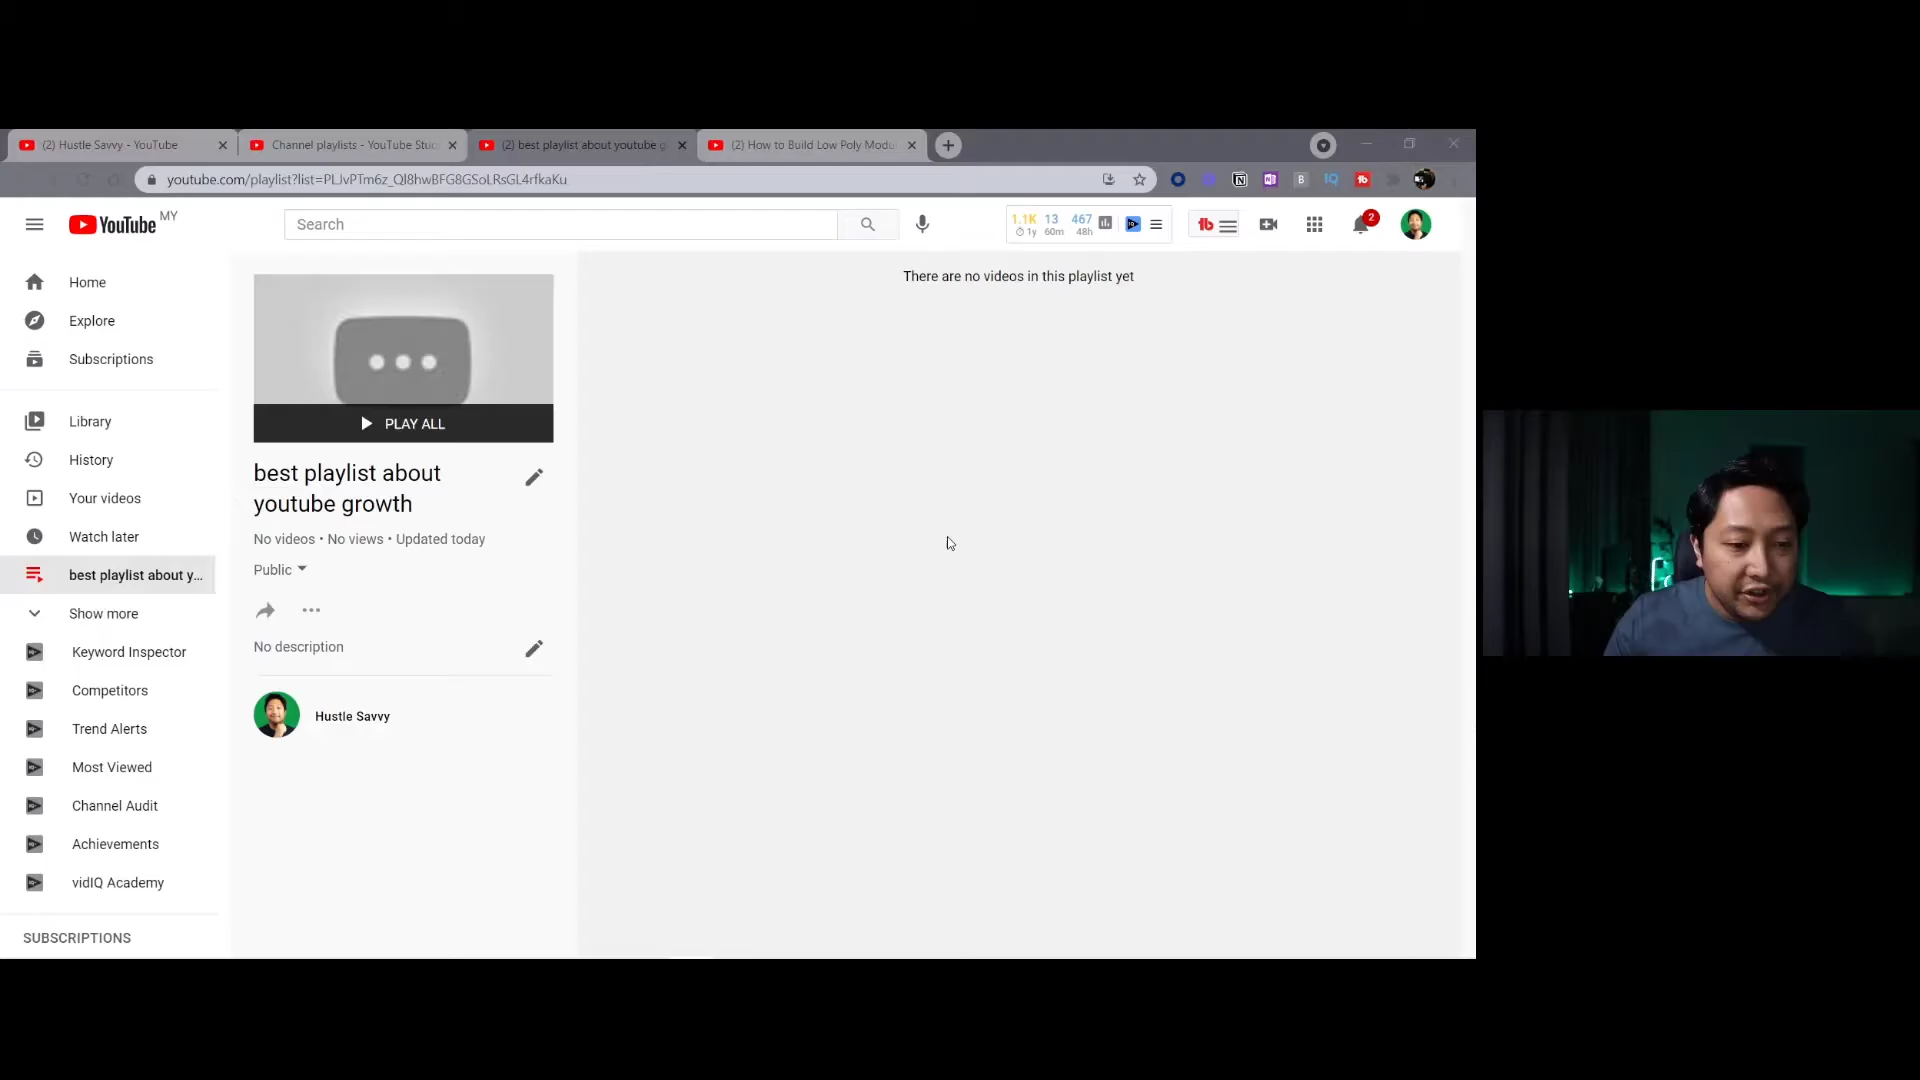 (2) Hustle Savvy - YouTube
Channel playlists - YouTube Stu
(2) best playlist about youtube g
(2) How to Build Low Poly Modu
youtube.com/playlist?list=PLJvPTm6z_Ql8hwBFG8GSoLRsGL4rfkaKu
YouTube MY
Search
1.1K 13 467
1y 60m 48h
2
Home
Explore
Subscriptions
Library
History
Your videos
Watch later
best playlist about y...
Show more
Keyword Inspector
Competitors
Trend Alerts
Most Viewed
Channel Audit
Achievements
vidIQ Academy
SUBSCRIPTIONS
PLAY ALL
best playlist about
youtube growth
No videos • No views • Updated today
Public
No description
Hustle Savvy
There are no videos in this playlist yet